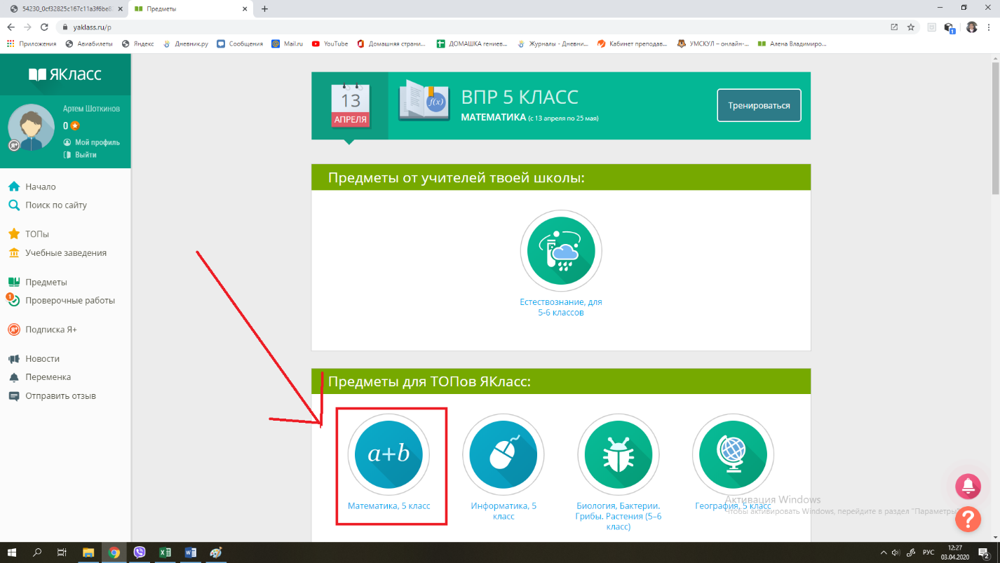 54230_0cf32825c167c11a3f6be82
Предметы
yaklass.ru/p
Приложения
Авиабилеты
Яндекс
Дневник.ру
Сообщения
Mail.ru
YouTube
Домашняя страни...
ДОМАШКА гениев...
Журналы - Дневни...
Кабинет преподав...
УМСКУЛ – онлайн-...
Алена Владимиро...
ЯКласс
Артем Шоткинов
0
Я+
Мой профиль
Выйти
Начало
Поиск по сайту
ТОПы
Учебные заведения
Предметы
1
Проверочные работы
Я+
Подписка Я+
Новости
Переменка
Отправить отзыв
13
АПРЕЛЯ
f(x)
ВПР 5 КЛАСС
МАТЕМАТИКА (с 13 апреля по 25 мая)
Тренироваться
Предметы от учителей твоей школы:
Естествознание, для
5-6 классов
Предметы для ТОПов ЯКласс:
a+b
Математика, 5 класс
Информатика, 5
класс
Биология, Бактерии.
Грибы. Растения (5–6
класс)
География, 5 класс
Активация Windows
Чтобы активировать Windows, перейдите в раздел "Параметры
?
РУС
12:27
03.04.2020
2